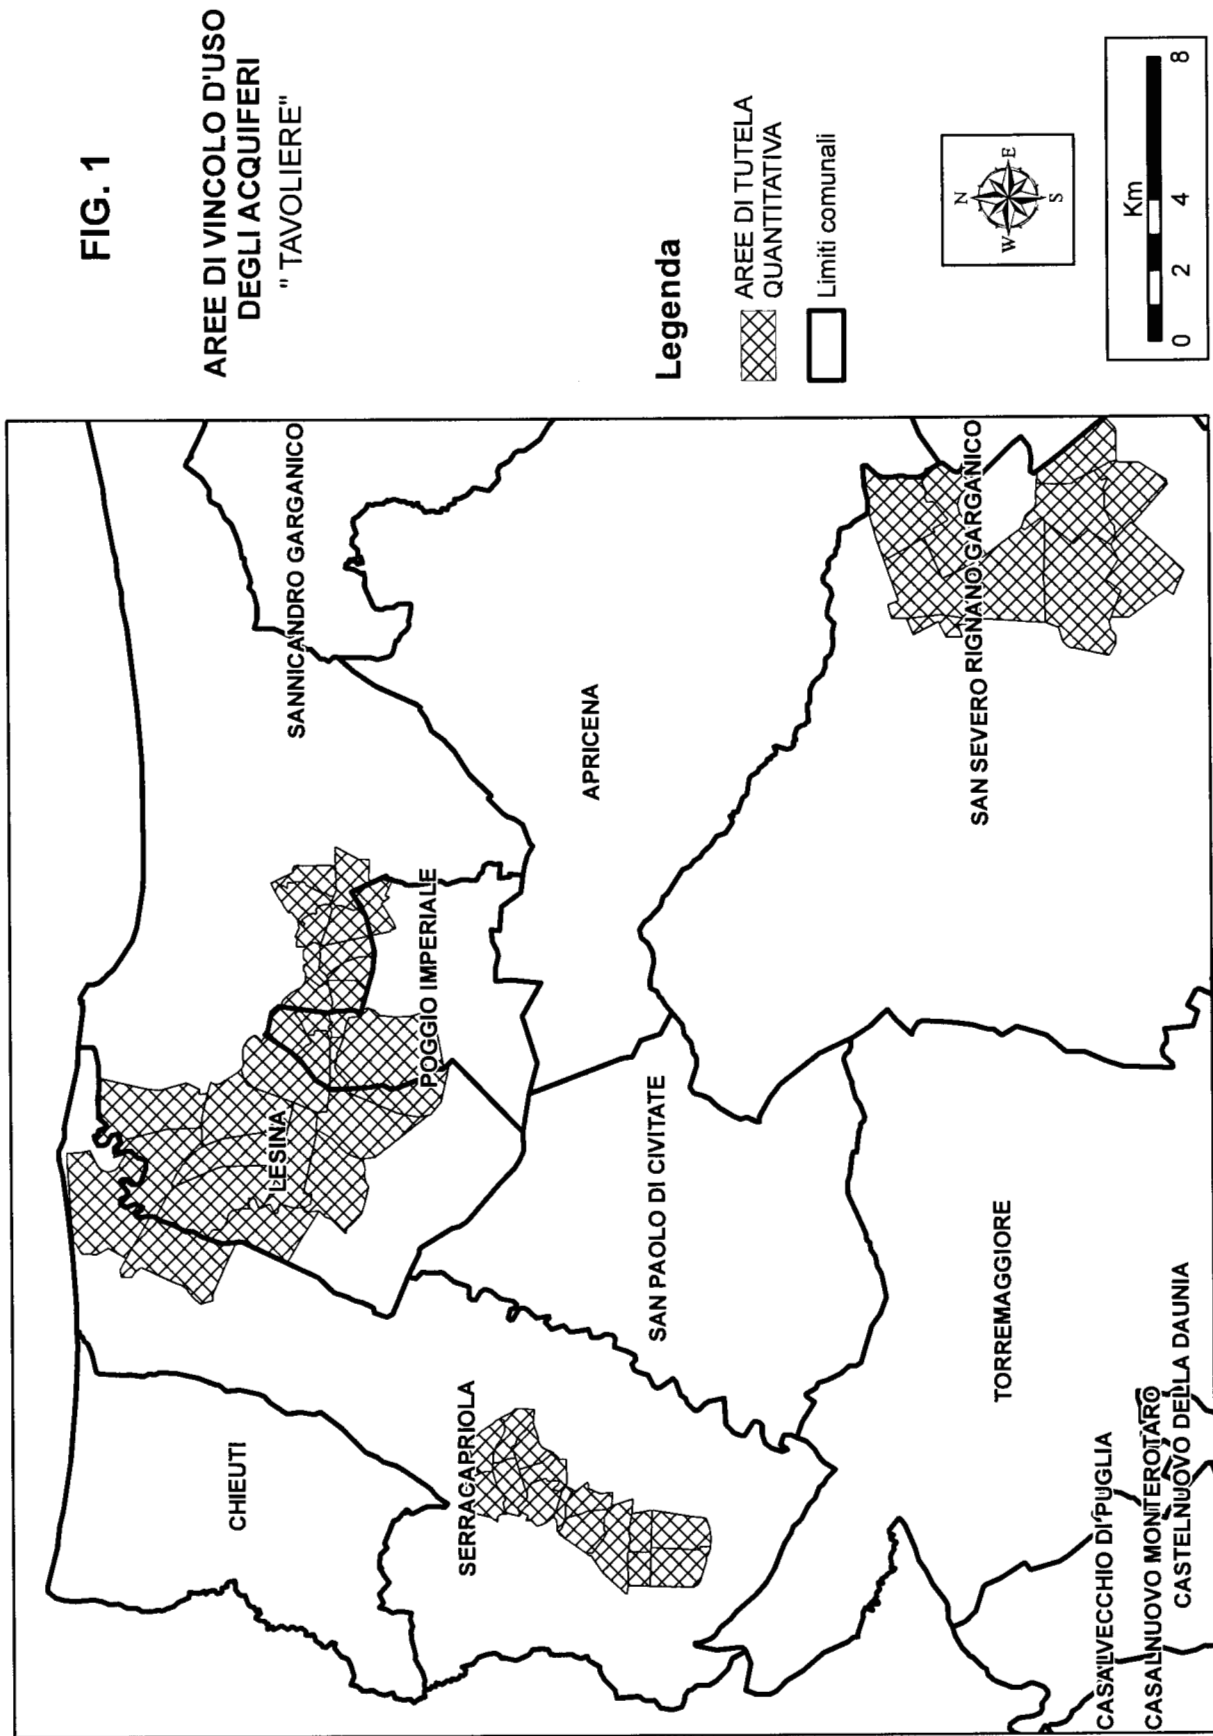 FIG. 1
AREE DI VINCOLO D'USO
DEGLI ACQUIFERI
" TAVOLIERE"
Legenda
AREE DI TUTELA
QUANTITATIVA
Limiti comunali
N
W
E
S
Km
0 2 4 8
CHIEUTI
SERRACAPRIOLA
LESINA
POGGIO IMPERIALE
SANNICANDRO GARGANICO
APRICENA
SAN PAOLO DI CIVITATE
SAN SEVERO
RIGNANO GARGANICO
TORREMAGGIORE
CASALVECCHIO DI PUGLIA
CASALNUOVO MONTEROTARO
CASTELNUOVO DELLA DAUNIA